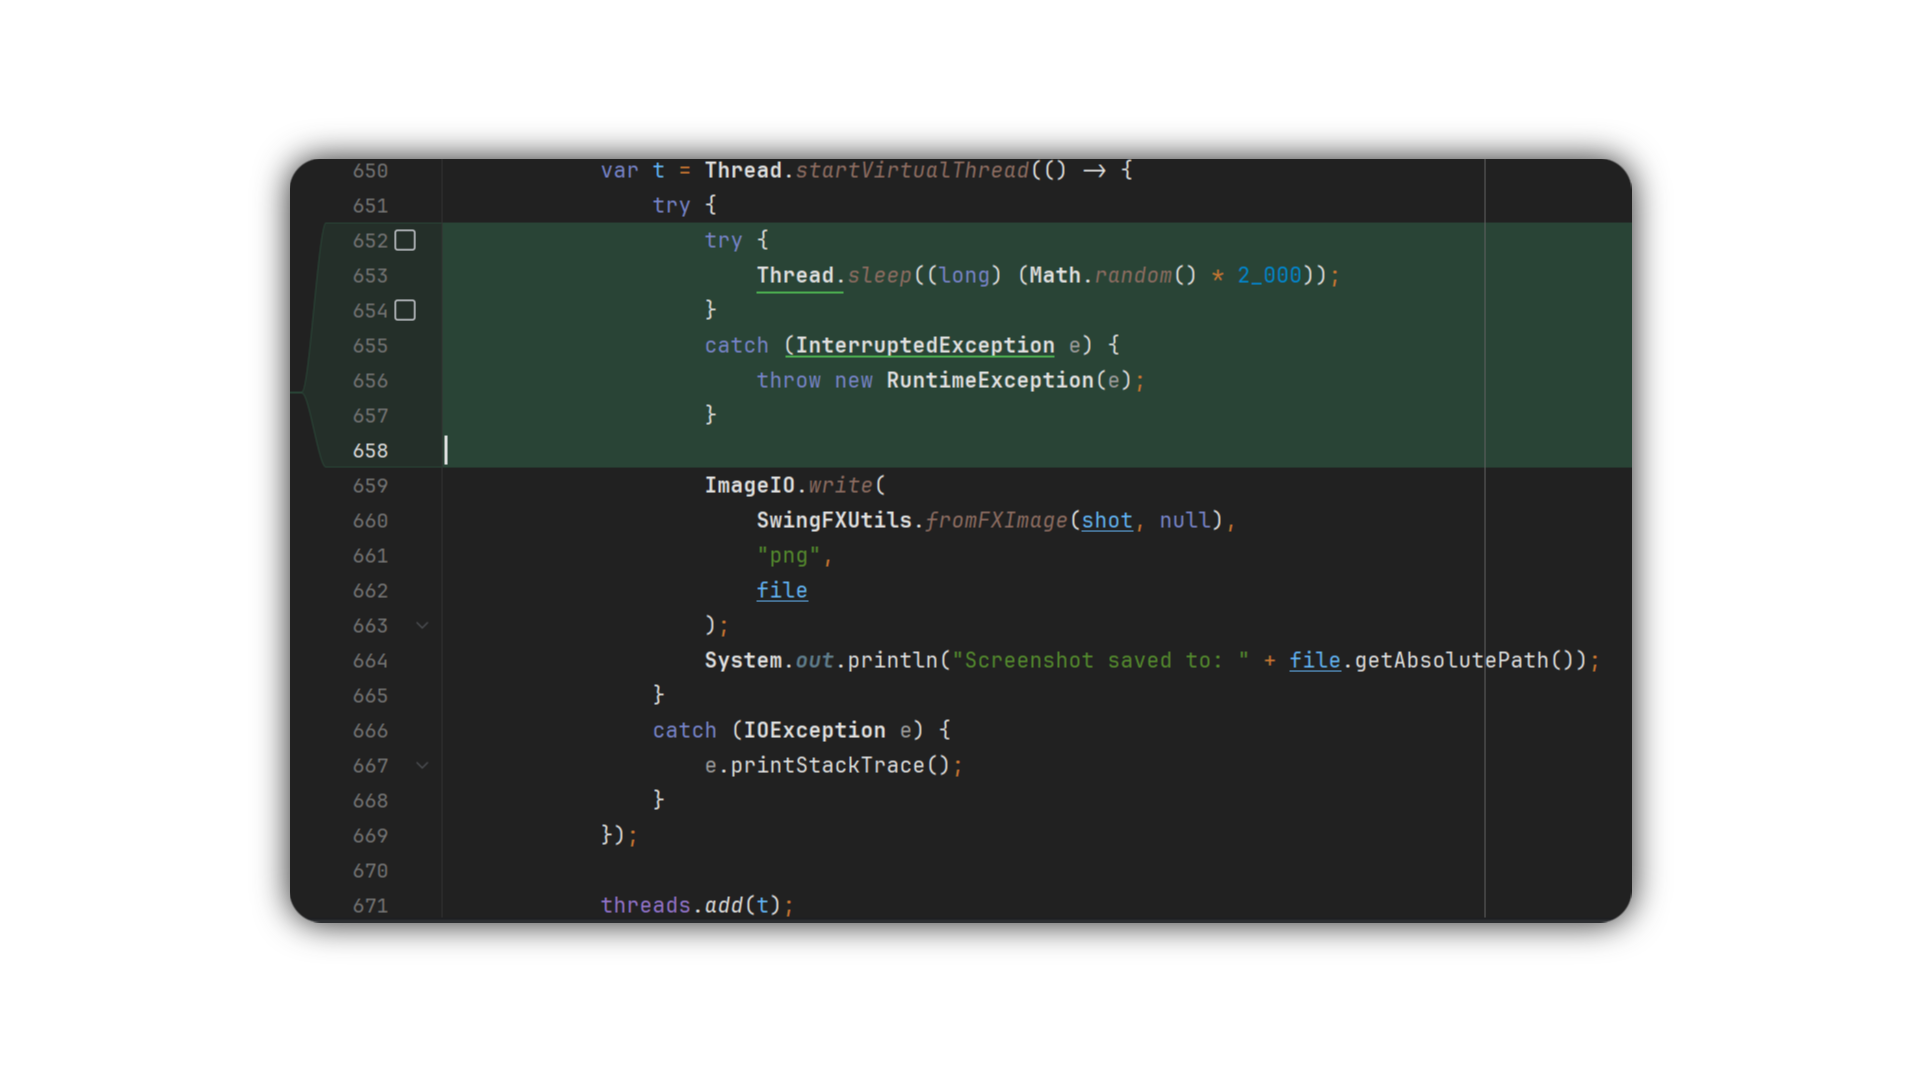 650 var t = Thread.startVirtualThread(() → {
651 try {
652 try {
653 Thread.sleep((long) (Math.random() * 2_000));
654 }
655 catch (InterruptedException e) {
656 throw new RuntimeException(e);
657 }
658
659 ImageIO.write(
660 SwingFXUtils.fromFXImage(shot, null),
661 "png",
662 file
663 );
664 System.out.println("Screenshot saved to: " + file.getAbsolutePath());
665 }
666 catch (IOException e) {
667 e.printStackTrace();
668 }
669 });
670
671 threads.add(t);